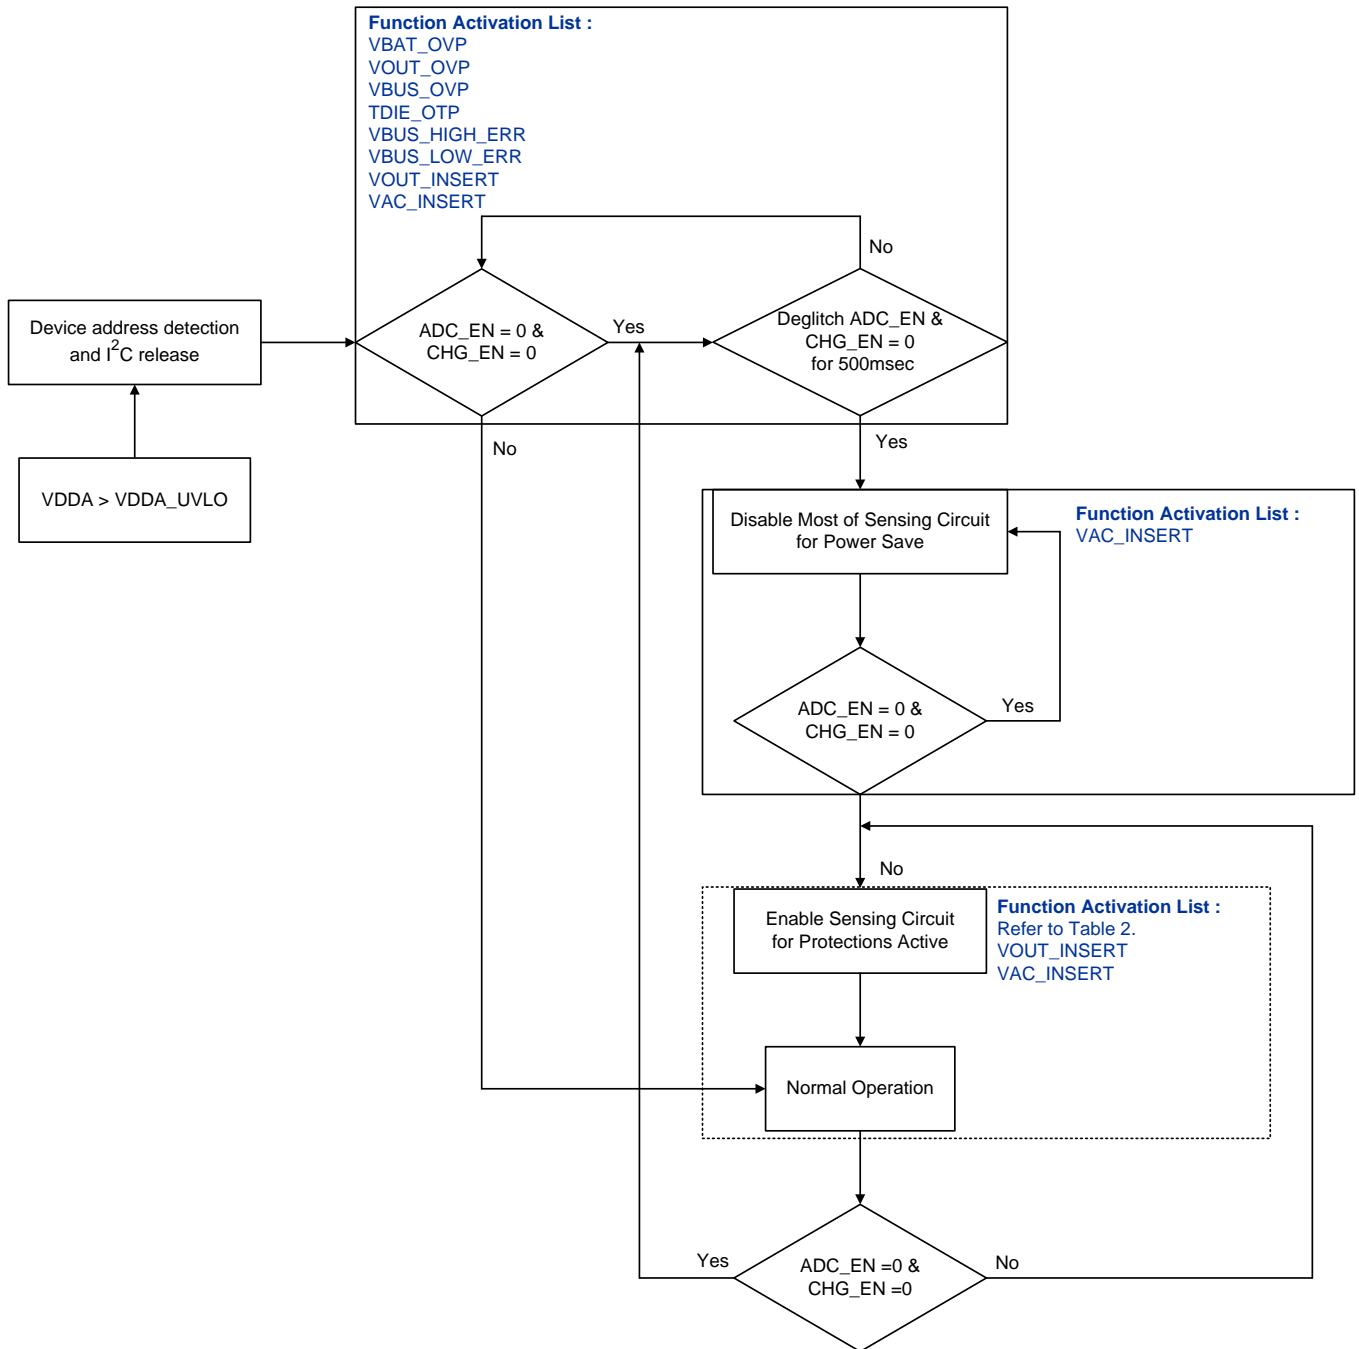 Function Activation List :
VBAT_OVP
VOUT_OVP
VBUS_OVP
TDIE_OTP
VBUS_HIGH_ERR
VBUS_LOW_ERR
VOUT_INSERT
VAC_INSERT
No
Device address detection
and I²C release
ADC_EN = 0 &
CHG_EN = 0
Yes
Deglitch ADC_EN &
CHG_EN = 0
for 500msec
No
Yes
VDDA > VDDA_UVLO
Disable Most of Sensing Circuit
for Power Save
Function Activation List :
VAC_INSERT
ADC_EN = 0 &
CHG_EN = 0
Yes
No
Enable Sensing Circuit
for Protections Active
Function Activation List :
Refer to Table 2.
VOUT_INSERT
VAC_INSERT
Normal Operation
Yes
ADC_EN =0 &
CHG_EN =0
No